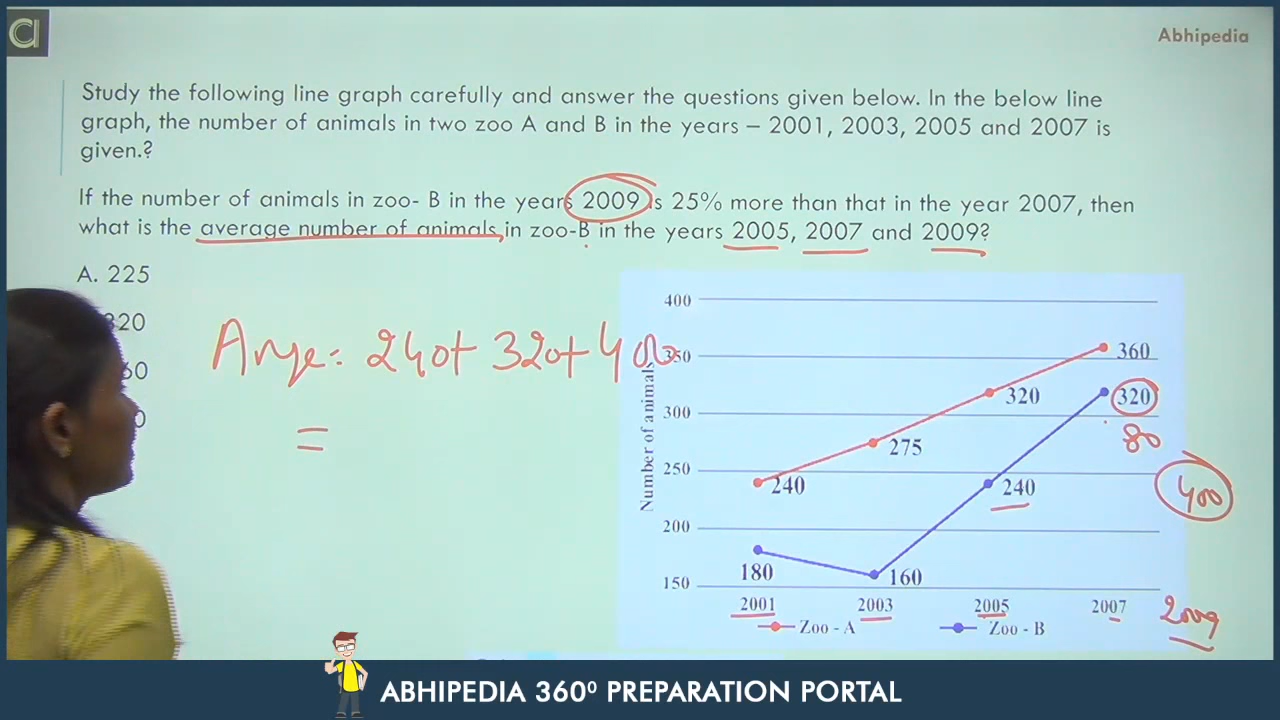 Abhipedia
Study the following line graph carefully and answer the questions given below. In the below line
graph, the number of animals in two zoo A and B in the years – 2001, 2003, 2005 and 2007 is
given.?
If the number of animals in zoo- B in the years 2009 is 25% more than that in the year 2007, then
what is the average number of animals in zoo-B in the years 2005, 2007 and 2009?
A. 225
320
60
0
240+ 320+ 400
=
Number of animals
400
350
300
250
200
150
360
320
320
80
275
240
240
400
180
160
2001 2003 2005 2007 2009
Zoo - A Zoo - B
ABHIPEDIA 360⁰ PREPARATION PORTAL